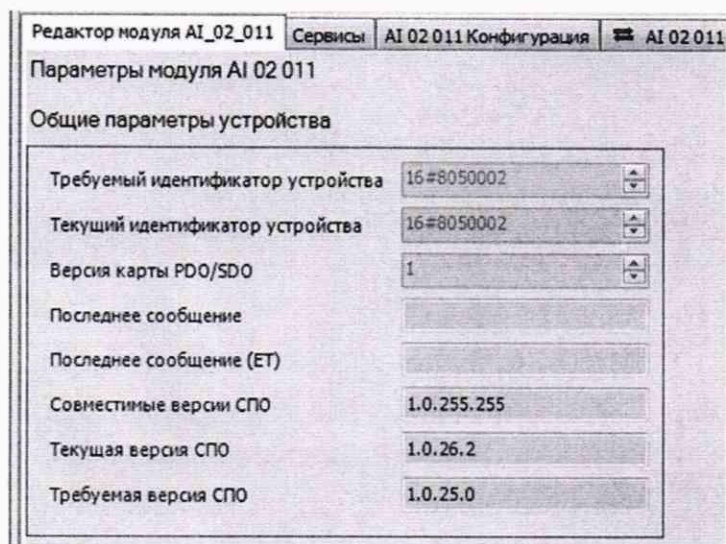 Редактор модуля AI_02_011 Сервисы AI 02 011 Конфигурация AI 02 011
Параметры модуля AI 02 011
Общие параметры устройства
Требуемый идентификатор устройства 16#8050002
Текущий идентификатор устройства 16#8050002
Версия карты PDO/SDO 1
Последнее сообщение
Последнее сообщение (ET)
Совместимые версии СПО 1.0.255.255
Текущая версия СПО 1.0.26.2
Требуемая версия СПО 1.0.25.0